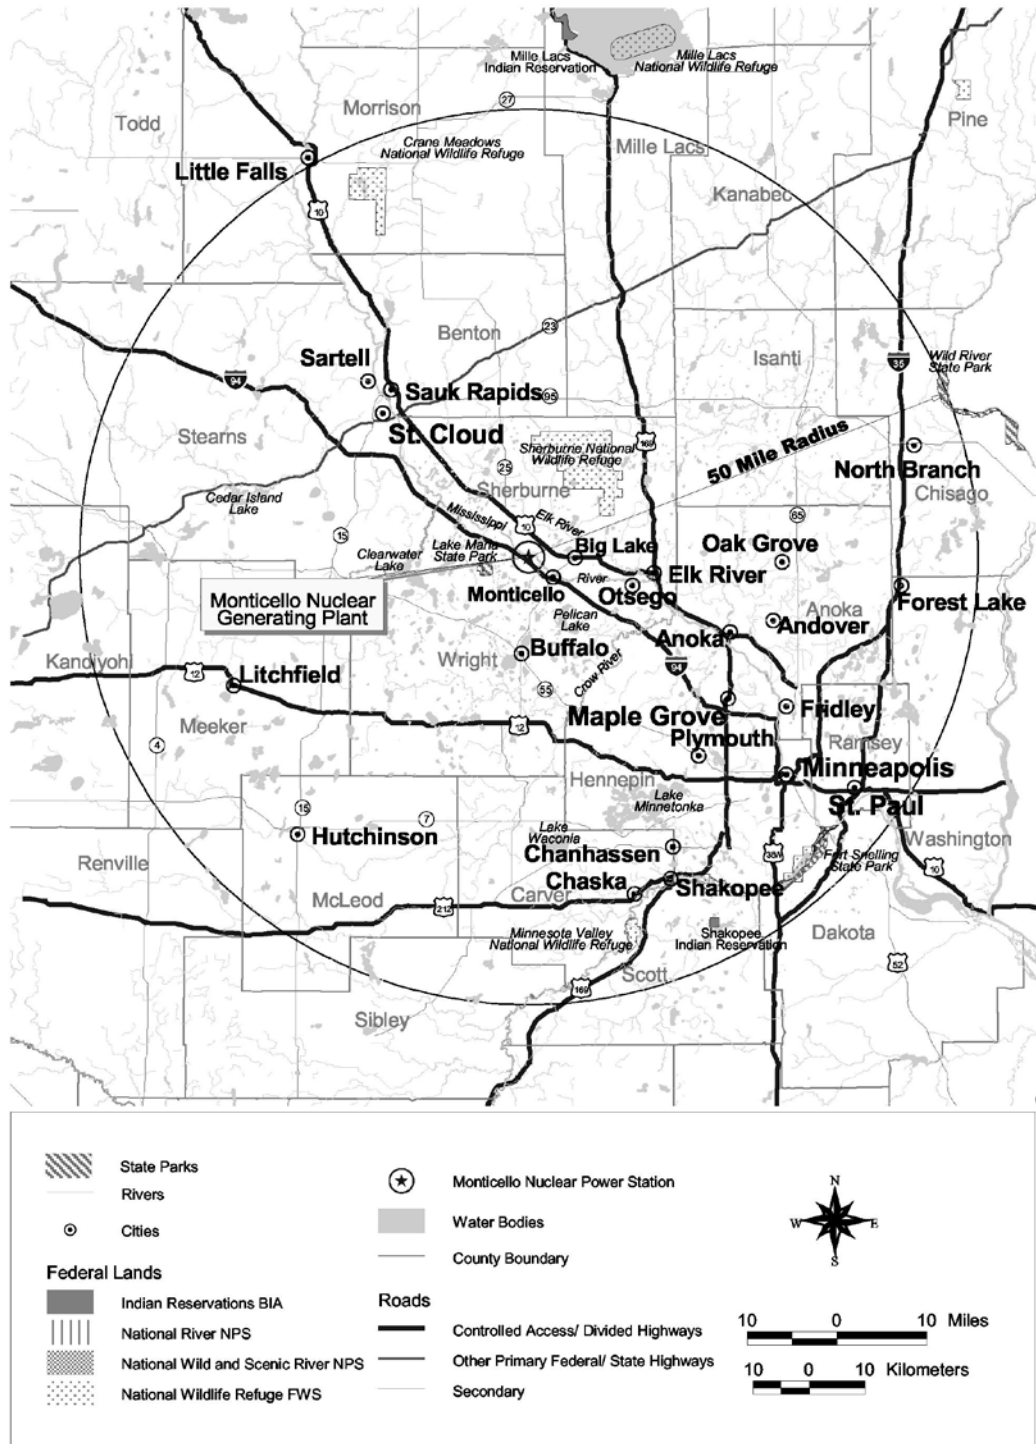 Mille Lacs
Indian Reservation
Mille Lacs
National Wildlife Refuge
27
Morrison
Todd
Pine
Crane Meadows
National Wildlife Refuge
Mille Lacs
Little Falls
Kanabec
10
Benton
23
Isanti
Sartell
Wild River
State Park
35
94
Sauk Rapids
95
St. Cloud
Stearns
169
50 Mile Radius
Sherburne National
Wildlife Refuge
North Branch
25
Sherburne
Chisago
Cedar Island
Lake
Mississippi
Elk River
10
65
15
Clearwater
Lake
Lake Maria
State Park
Big Lake
Oak Grove
River
Elk River
Monticello
Otsego
Forest Lake
Monticello Nuclear
Generating Plant
Pelican
Lake
Anoka
Andover
Anoka
Buffalo
Wright
Kandiyohi
94
12
Litchfield
Crow River
55
Maple Grove
Fridley
Meeker
12
Plymouth
Ramsey
4
Hennepin
Minneapolis
Lake
Minnetonka
St. Paul
15
7
Hutchinson
Lake
Waconia
Washington
Chanhassen
35W
Fort Snelling
State Park
Renville
10
Chaska
Shakopee
McLeod
212
Carver
Minnesota Valley
National Wildlife Refuge
Shakopee
Indian Reservation
Dakota
52
Scott
169
Sibley
State Parks
Rivers
Cities
Federal Lands
Indian Reservations BIA
National River NPS
National Wild and Scenic River NPS
National Wildlife Refuge FWS
Monticello Nuclear Power Station
Water Bodies
County Boundary
Roads
Controlled Access/ Divided Highways
Other Primary Federal/ State Highways
Secondary
N
W E
S
10 0 10 Miles
10 0 10 Kilometers